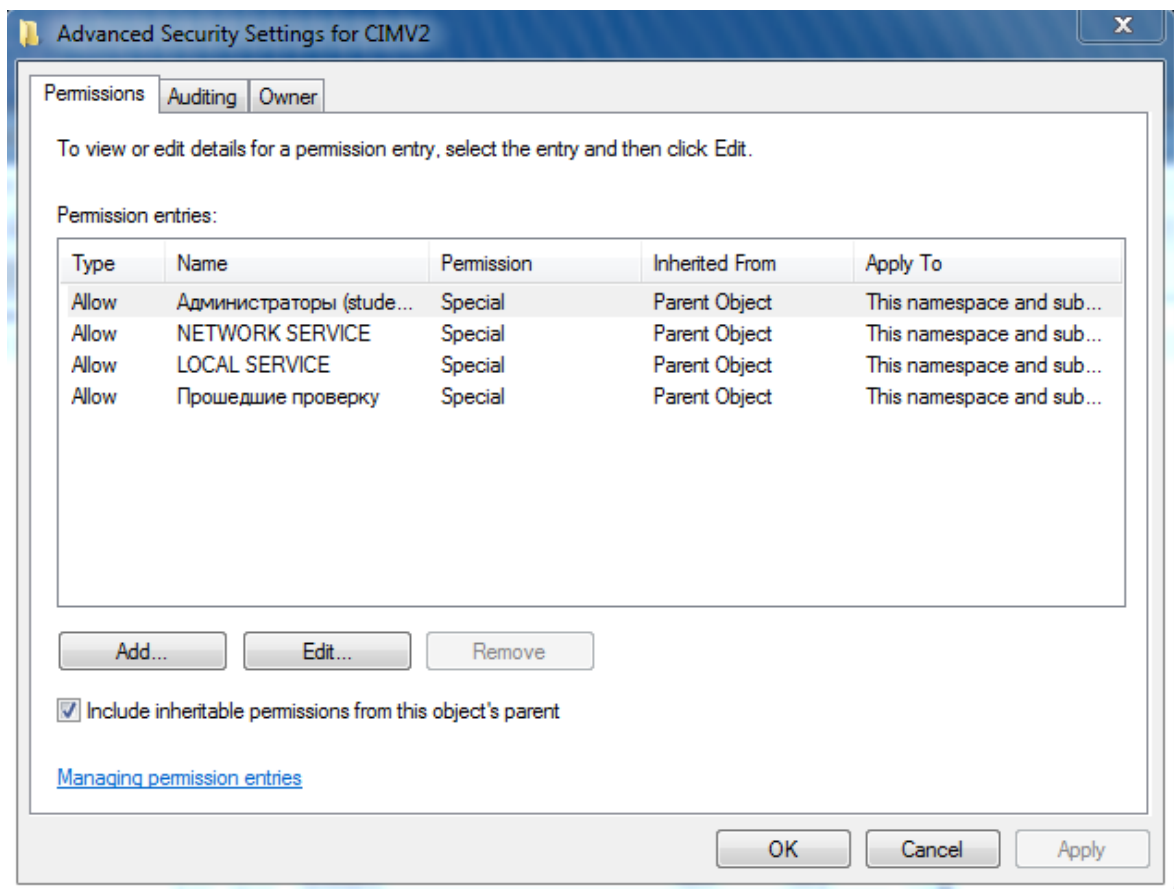 Advanced Security Settings for CIMV2
X
Permissions Auditing Owner
To view or edit details for a permission entry, select the entry and then click Edit.
Permission entries:
Type Name Permission Inherited From Apply To
Allow Администраторы (stude... Special Parent Object This namespace and sub...
Allow NETWORK SERVICE Special Parent Object This namespace and sub...
Allow LOCAL SERVICE Special Parent Object This namespace and sub...
Allow Прошедшие проверку Special Parent Object This namespace and sub...
Add... Edit... Remove
Include inheritable permissions from this object's parent
Managing permission entries
OK Cancel Apply